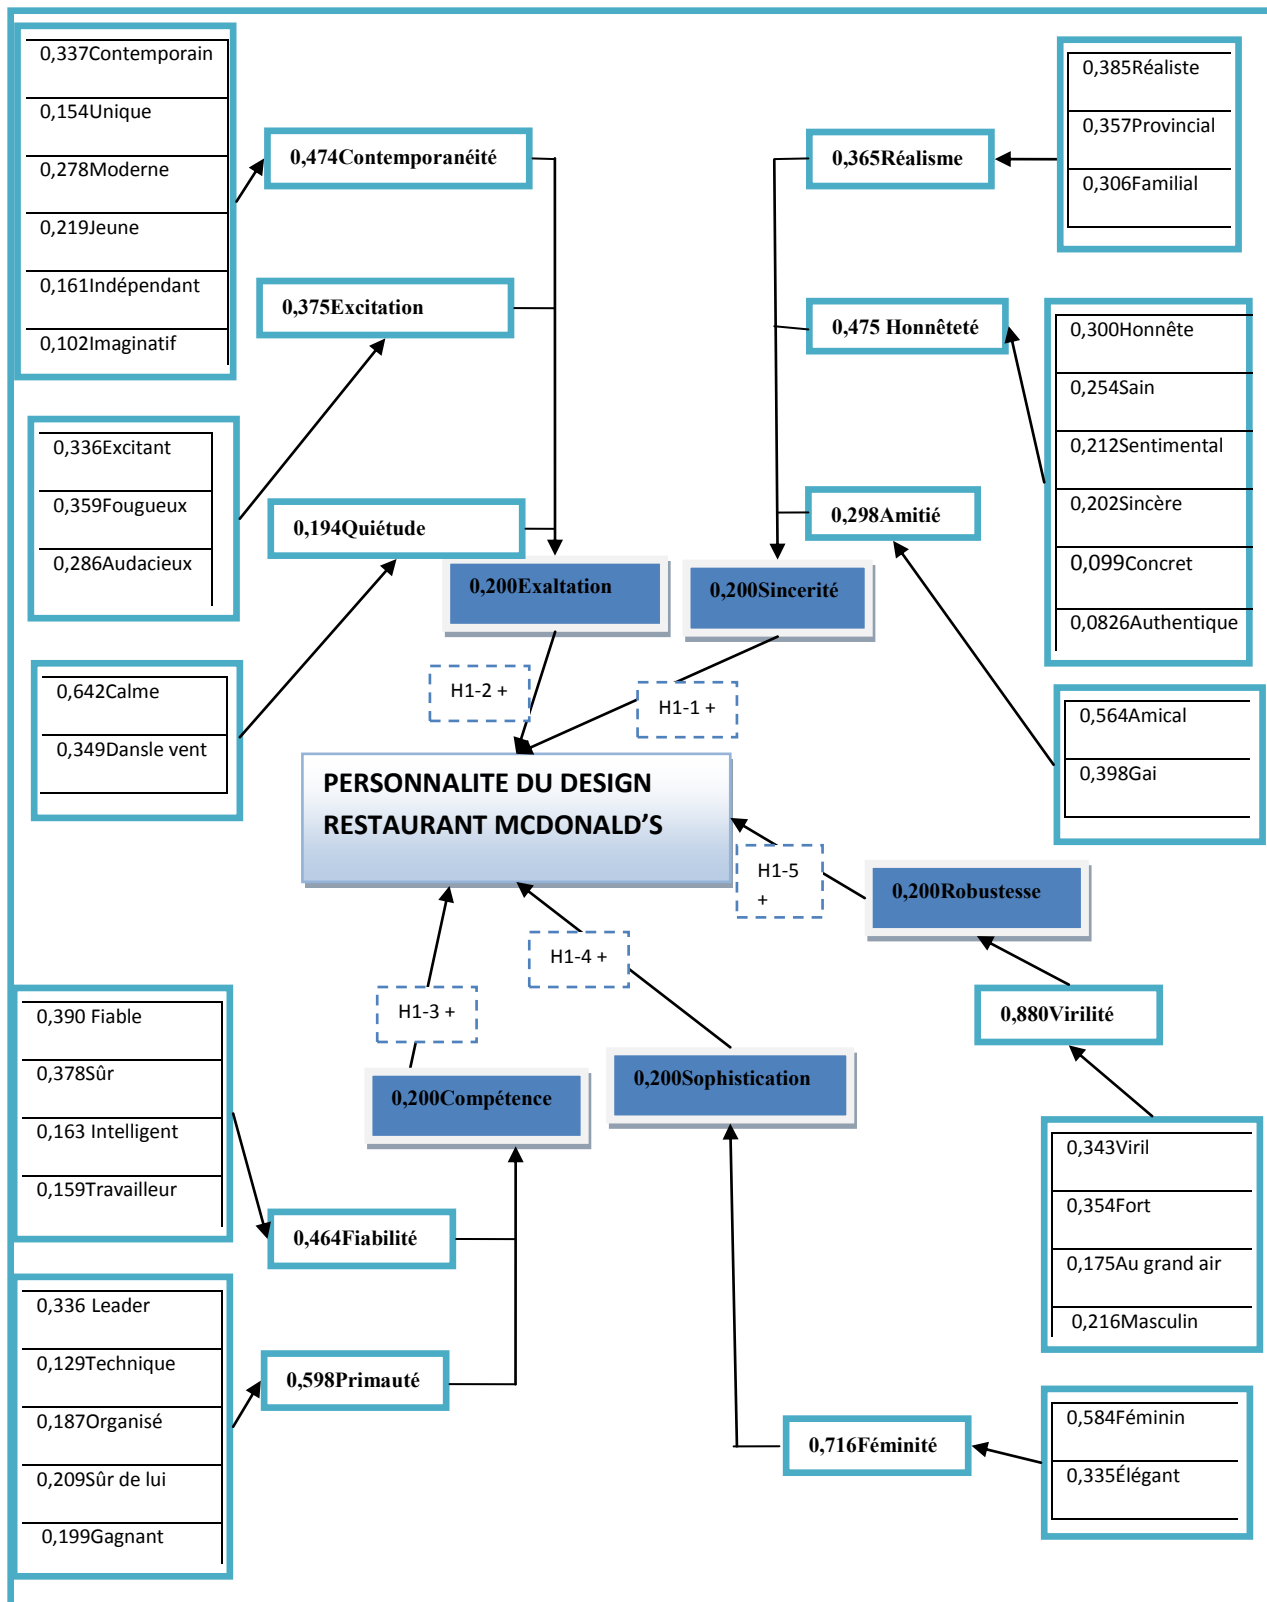 0,337Contemporain
0,154Unique
0,278Moderne
0,219Jeune
0,161Indépendant
0,102Imaginatif
0,474Contemporanéité
0,375Excitation
0,336Excitant
0,359Fougueux
0,286Audacieux
0,194Quiétude
0,642Calme
0,349Dansle vent
0,200Exaltation
H1-2 +
0,385Réaliste
0,357Provincial
0,306Familial
0,365Réalisme
0,475 Honnêteté
0,300Honnête
0,254Sain
0,212Sentimental
0,202Sincère
0,099Concret
0,0826Authentique
0,298Amitié
0,564Amical
0,398Gai
0,200Sincerité
H1-1 +
PERSONNALITE DU DESIGN
RESTAURANT MCDONALD'S
H1-5
+
0,200Robustesse
0,880Virilité
0,343Viril
0,354Fort
0,175Au grand air
0,216Masculin
H1-4 +
0,200Sophistication
0,716Féminité
0,584Féminin
0,335Élégant
H1-3 +
0,200Compétence
0,390 Fiable
0,378Sûr
0,163 Intelligent
0,159Travailleur
0,464Fiabilité
0,336 Leader
0,129Technique
0,187Organisé
0,209Sûr de lui
0,199Gagnant
0,598Primauté